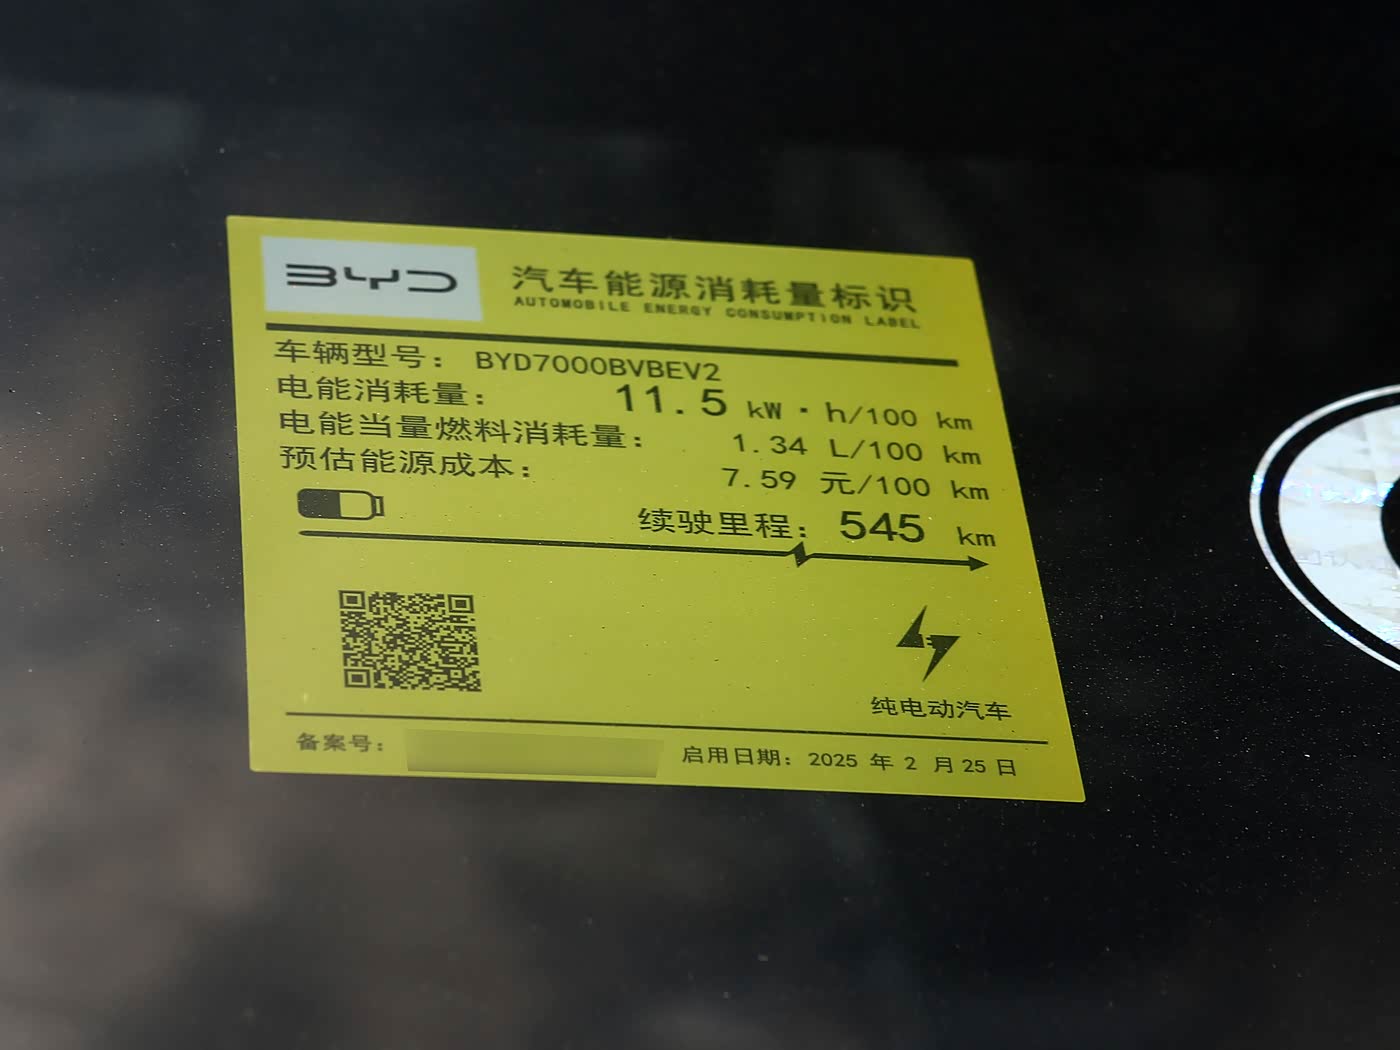 BYD
汽车能源消耗量标识
AUTOMOBILE ENERGY CONSUMPTION LABEL
车辆型号： BYD7000BVBEV2
电能消耗量： 11.5 kW·h/100 km
电能当量燃料消耗量： 1.34 L/100 km
预估能源成本： 7.59 元/100 km
续驶里程： 545 km
纯电动汽车
备案号：
启用日期： 2025 年 2 月 25 日